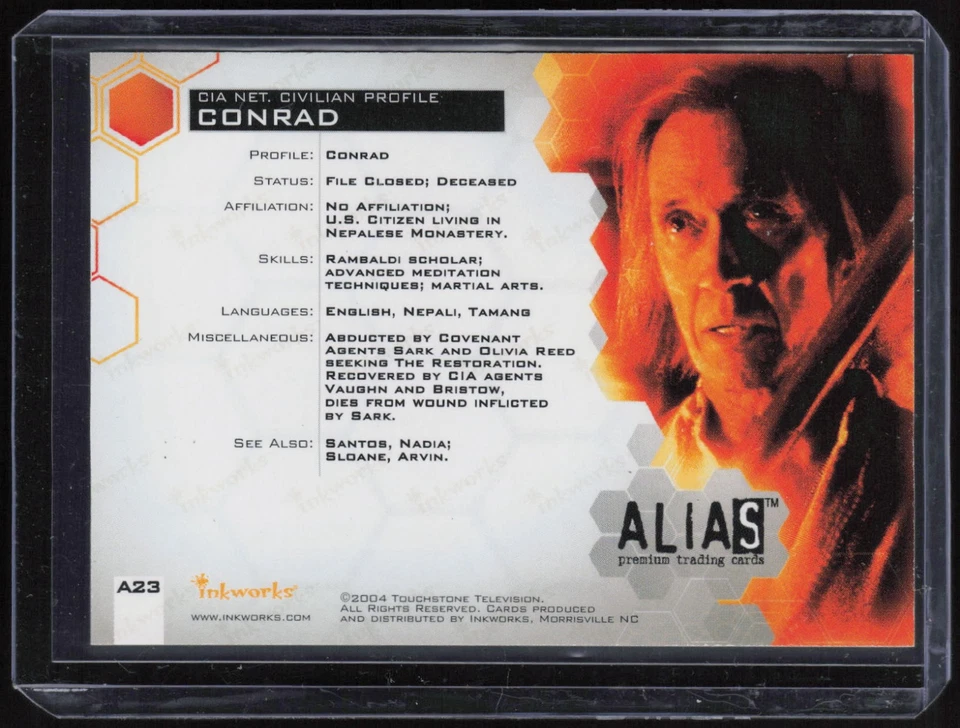 CIA NET. CIVILIAN PROFILE
CONRAD
PROFILE: CONRAD
STATUS: FILE CLOSED; DECEASED
AFFILIATION: NO AFFILIATION;
U.S. CITIZEN LIVING IN
NEPALESE MONASTERY.
SKILLS: RAMBALDI SCHOLAR;
ADVANCED MEDITATION
TECHNIQUES; MARTIAL ARTS.
LANGUAGES: ENGLISH, NEPALI, TAMANG
MISCELLANEOUS: ABDUCTED BY COVENANT
AGENTS SARK AND OLIVIA REED
SEEKING THE RESTORATION.
RECOVERED BY CIA AGENTS
VAUGHN AND BRISTOW,
DIES FROM WOUND INFLICTED
BY SARK.
SEE ALSO: SANTOS, NADIA;
SLOANE, ARVIN.
ALIAS™
premium trading cards
A23
inkworks
WWW.INKWORKS.COM
©2004 TOUCHSTONE TELEVISION.
ALL RIGHTS RESERVED. CARDS PRODUCED
AND DISTRIBUTED BY INKWORKS, MORRISVILLE NC